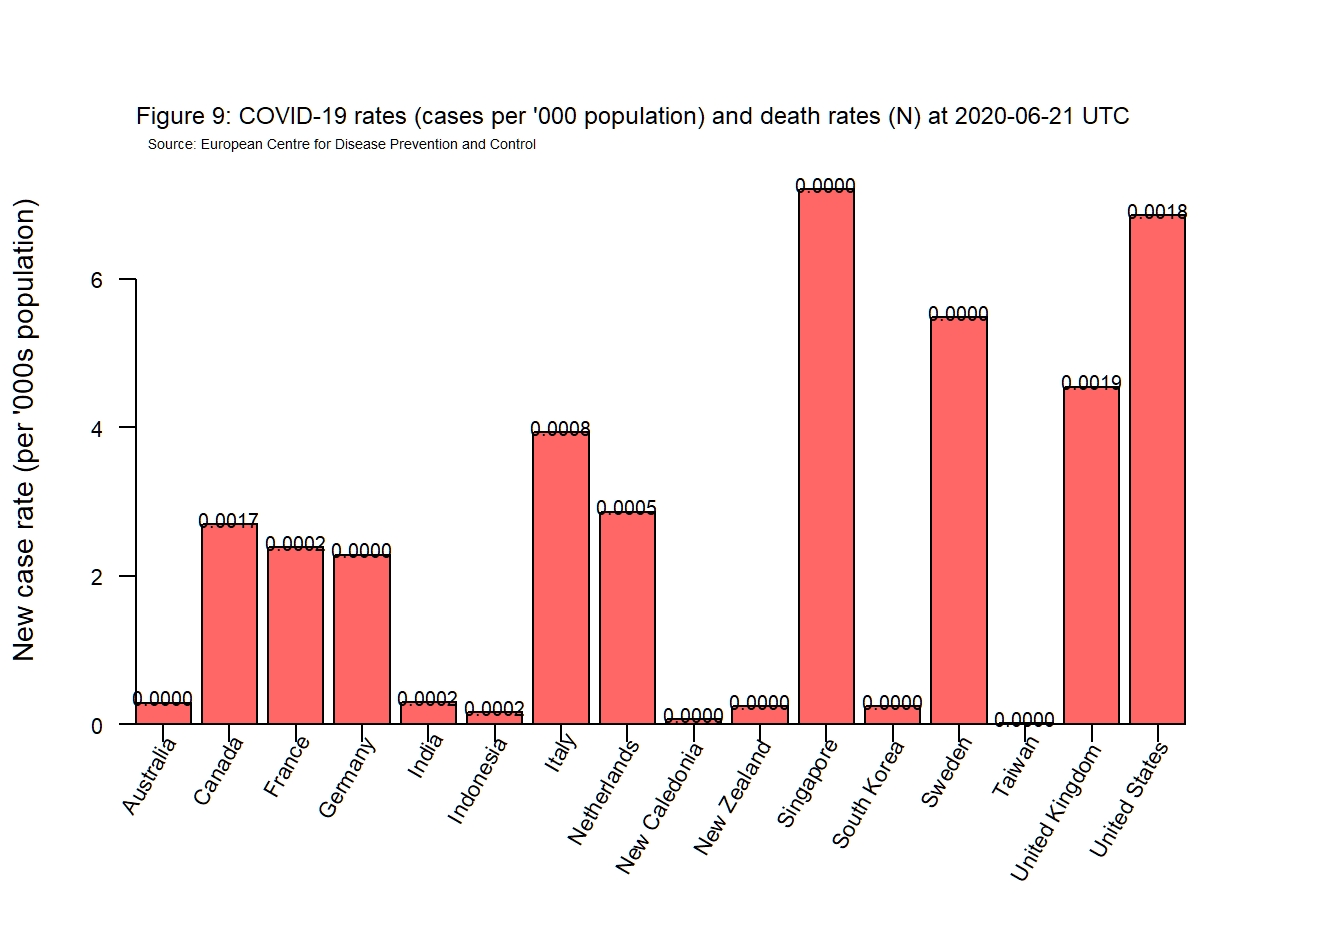 Figure 9: COVID-19 rates (cases per '000 population) and death rates (N) at 2020-06-21 UTC
Source: European Centre for Disease Prevention and Control
New case rate (per '000s population)
6
4
2
0
0.0000
0.0017
0.0002
0.0000
0.0002
0.0002
0.0008
0.0005
0.0000
0.0000
0.0000
0.0000
0.0000
0.0000
0.0019
0.0018
Australia
Canada
France
Germany
India
Indonesia
Italy
Netherlands
New Caledonia
New Zealand
Singapore
South Korea
Sweden
Taiwan
United Kingdom
United States